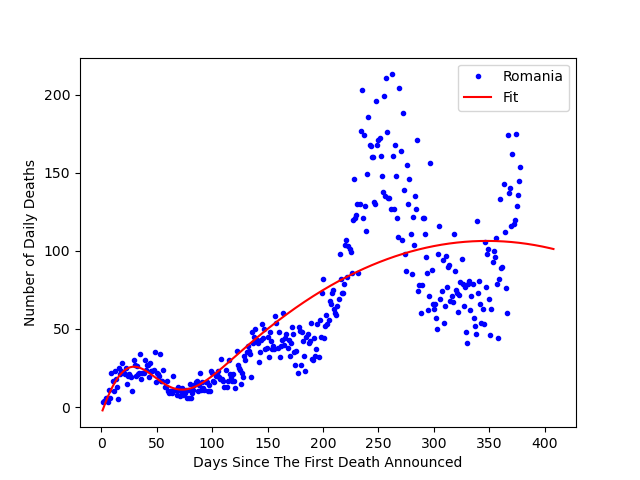 Romania
Fit
200
150
100
50
0
Number of Daily Deaths
0 50 100 150 200 250 300 350 400
Days Since The First Death Announced